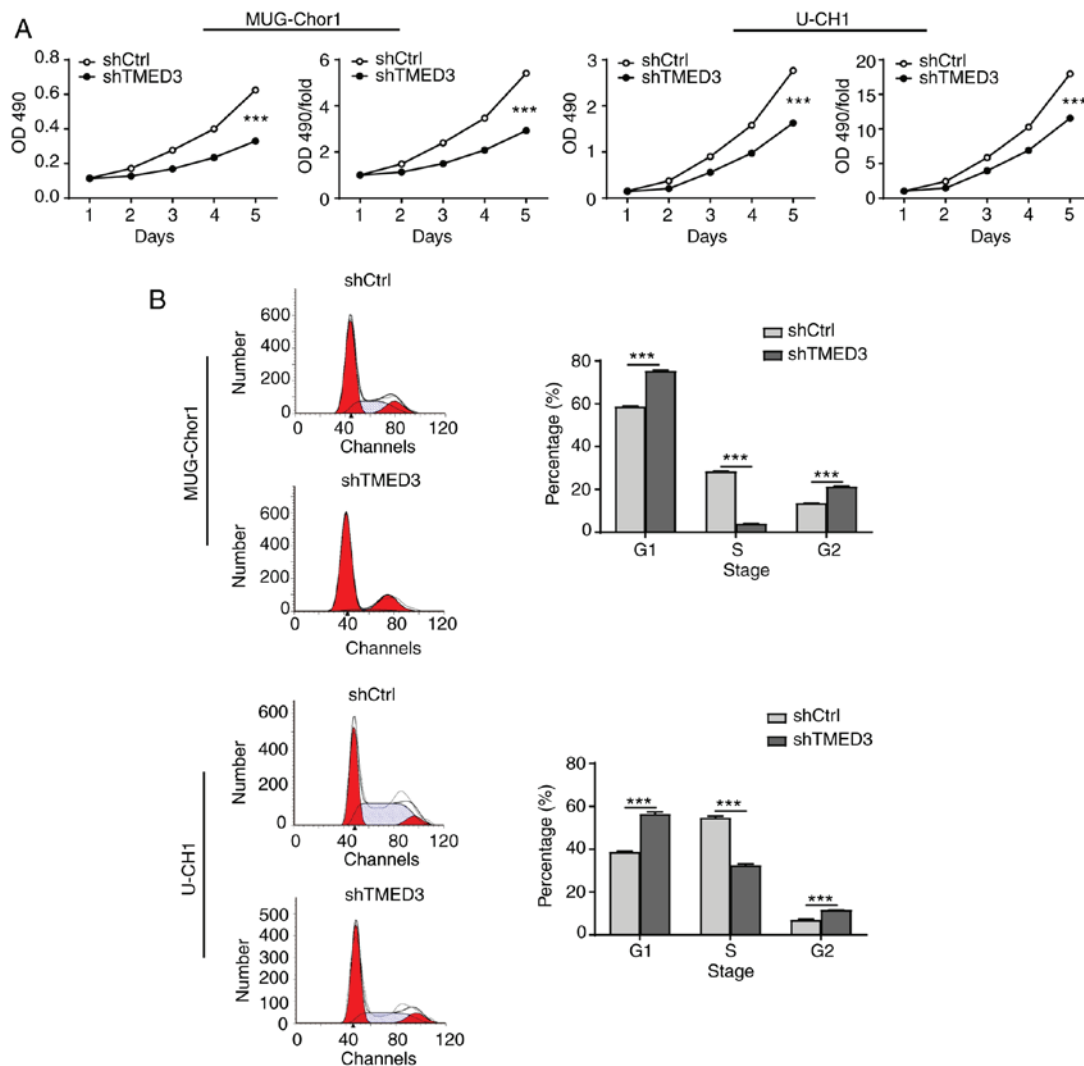 A
MUG-Chor1
U-CH1
shCtrl
shTMED3
OD 490
0.8
0.6
0.4
0.2
0.0
1 2 3 4 5
Days
***
shCtrl
shTMED3
OD 490/fold
6
4
2
0
1 2 3 4 5
Days
***
shCtrl
shTMED3
OD 490
3
2
1
0
1 2 3 4 5
Days
***
shCtrl
shTMED3
OD 490/fold
20
15
10
5
0
1 2 3 4 5
Days
***
B
MUG-Chor1
shCtrl
Number
600
400
200
0
0 40 80 120
Channels
shTMED3
Number
600
400
200
0
0 40 80 120
Channels
shCtrl
shTMED3
Percentage (%)
80
60
40
20
0
*** *** ***
G1 S G2
Stage
U-CH1
shCtrl
Number
600
400
200
0
0 40 80 120
Channels
shTMED3
Number
500
400
300
200
100
0
0 40 80 120
Channels
shCtrl
shTMED3
Percentage (%)
80
60
40
20
0
*** *** ***
G1 S G2
Stage